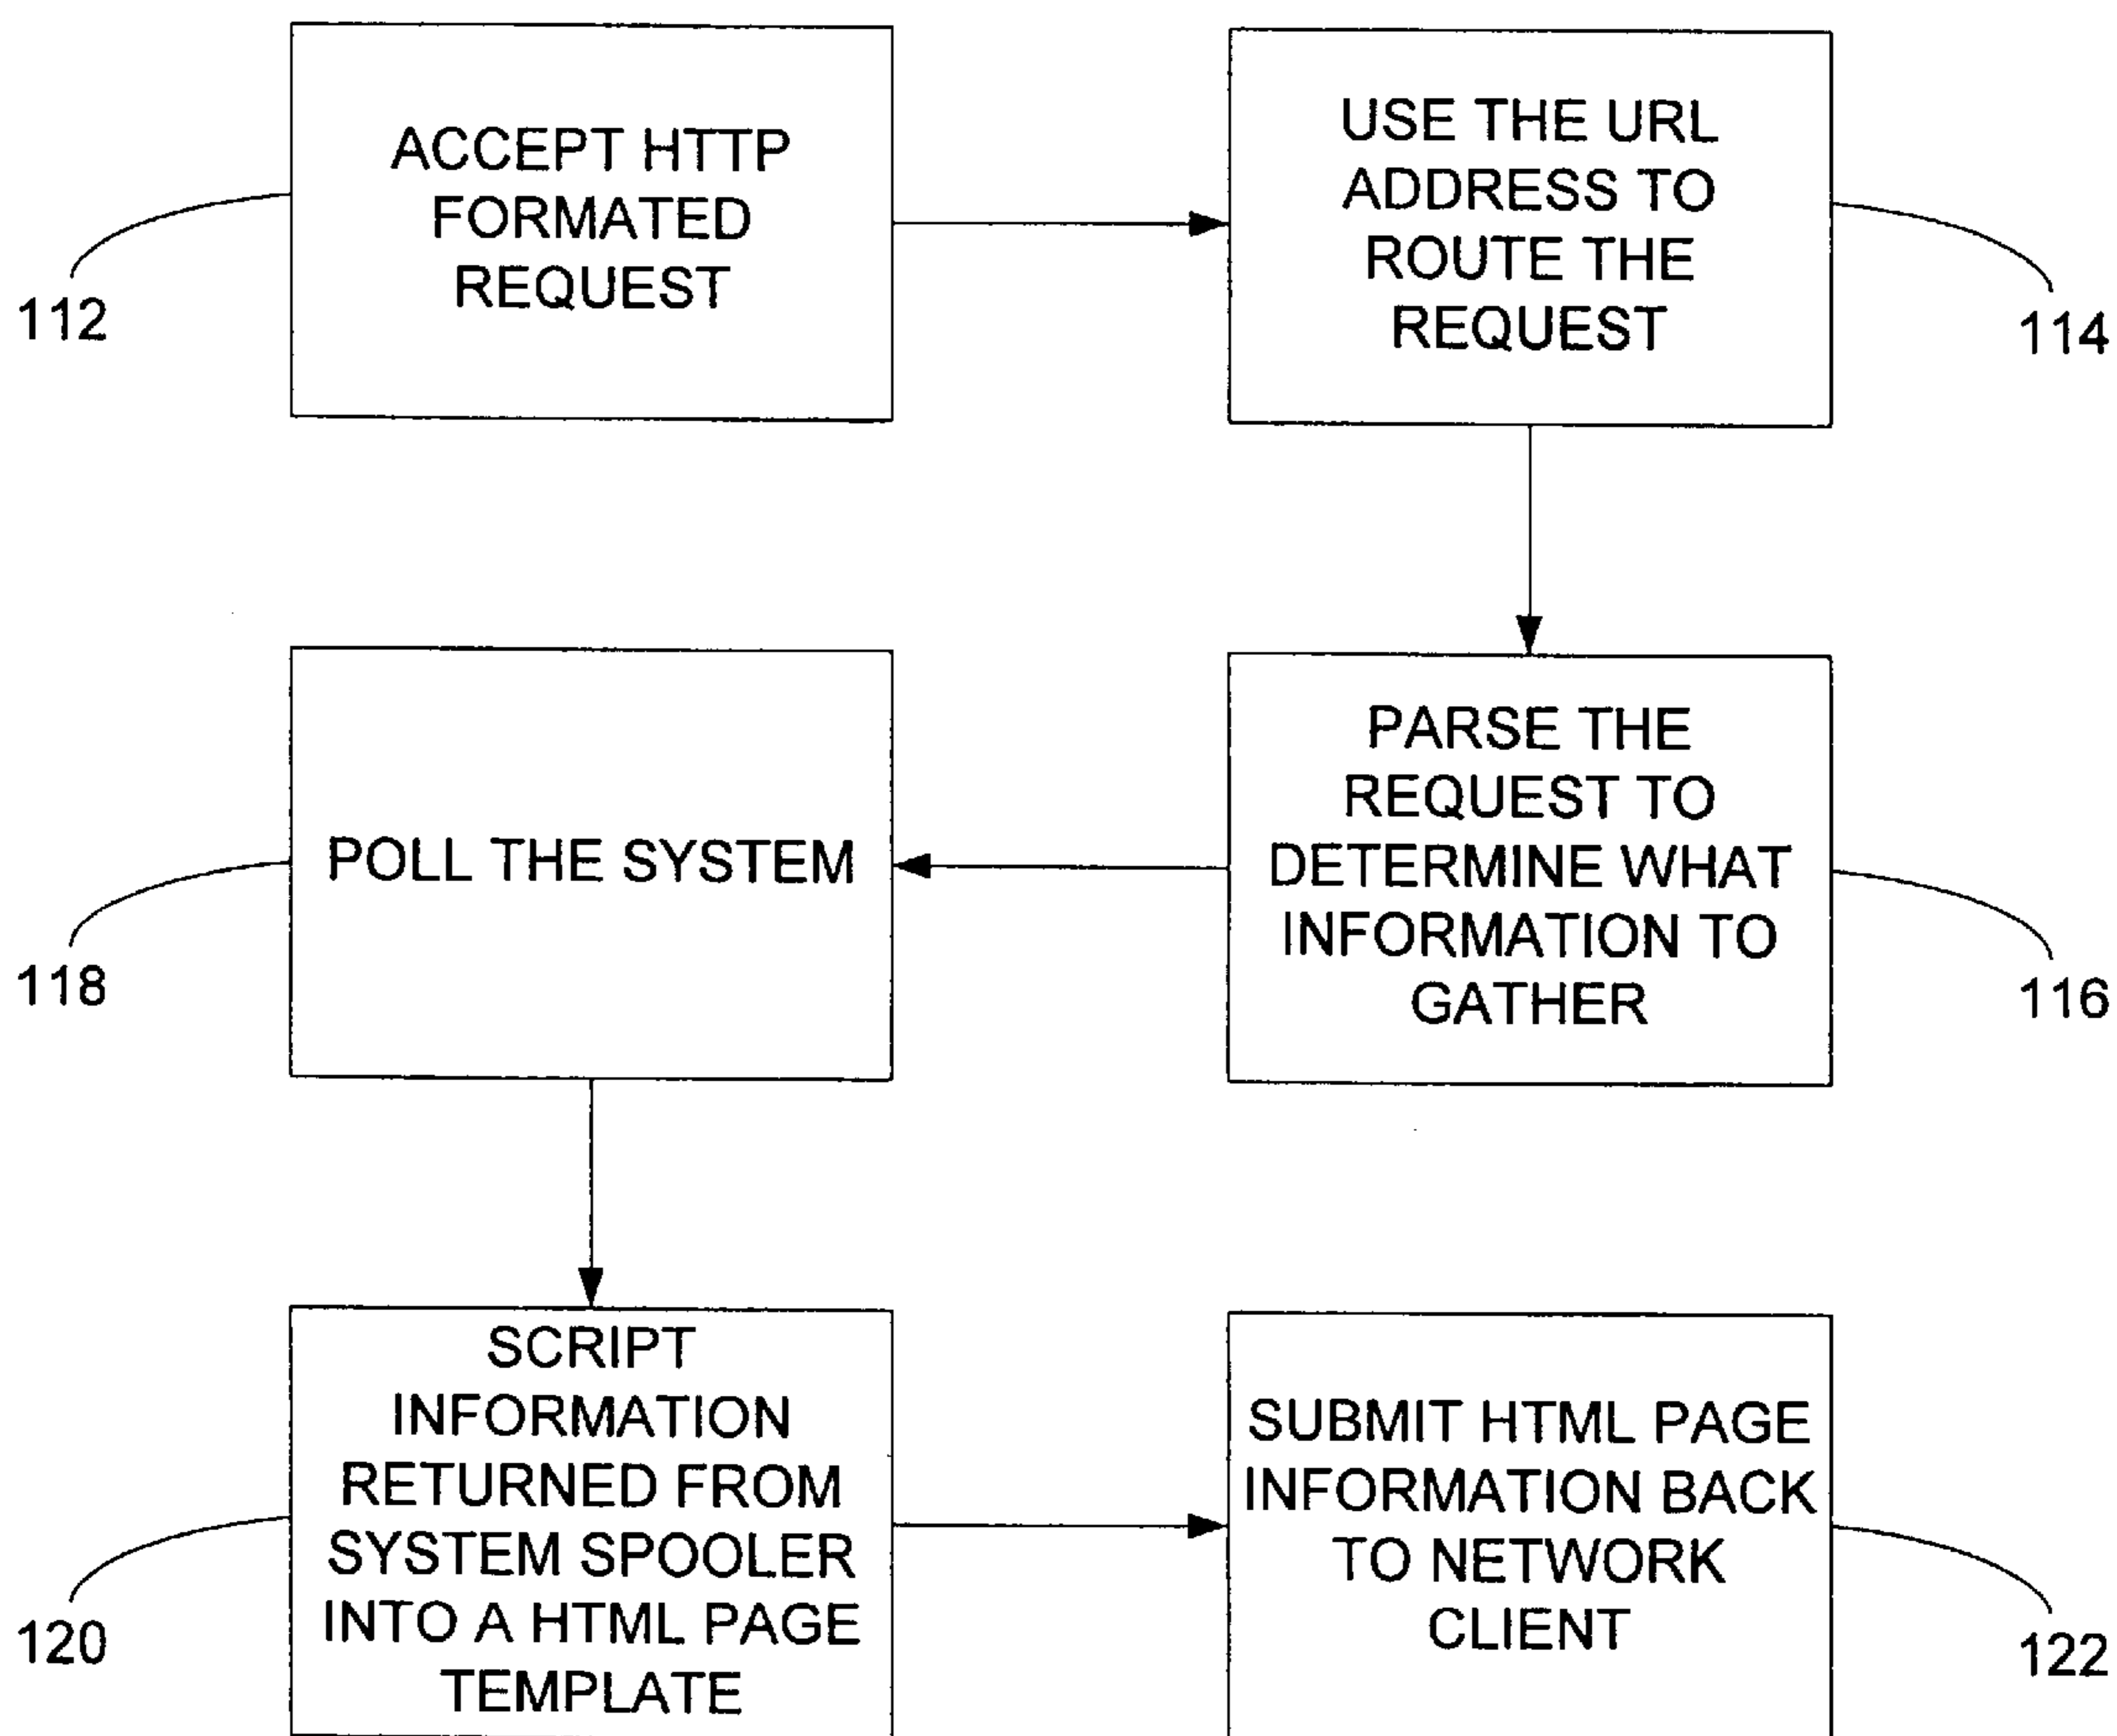 ACCEPT HTTP
FORMATED
REQUEST
112
USE THE URL
ADDRESS TO
ROUTE THE
REQUEST
114
PARSE THE
REQUEST TO
DETERMINE WHAT
INFORMATION TO
GATHER
116
POLL THE SYSTEM
118
SCRIPT
INFORMATION
RETURNED FROM
SYSTEM SPOOLER
INTO A HTML PAGE
TEMPLATE
120
SUBMIT HTML PAGE
INFORMATION BACK
TO NETWORK
CLIENT
122